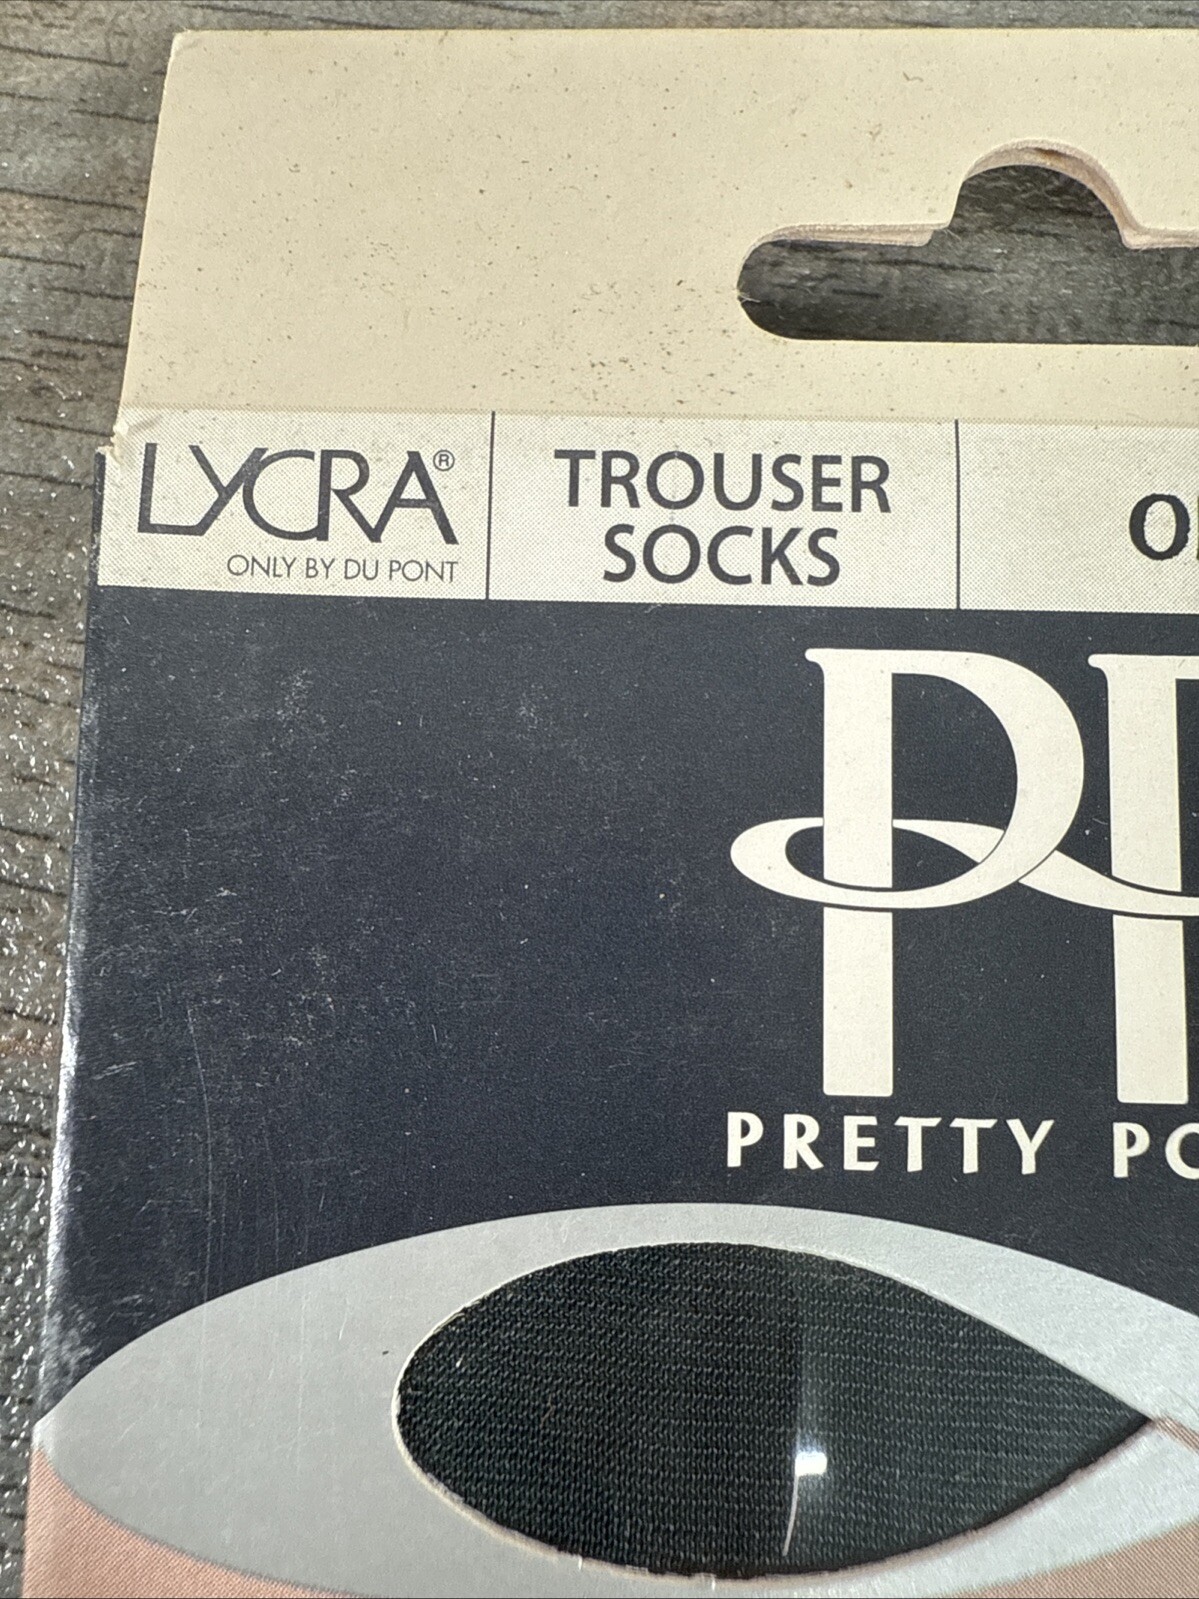 LYCRA®
ONLY BY DU PONT
TROUSER
SOCKS
PRETTY